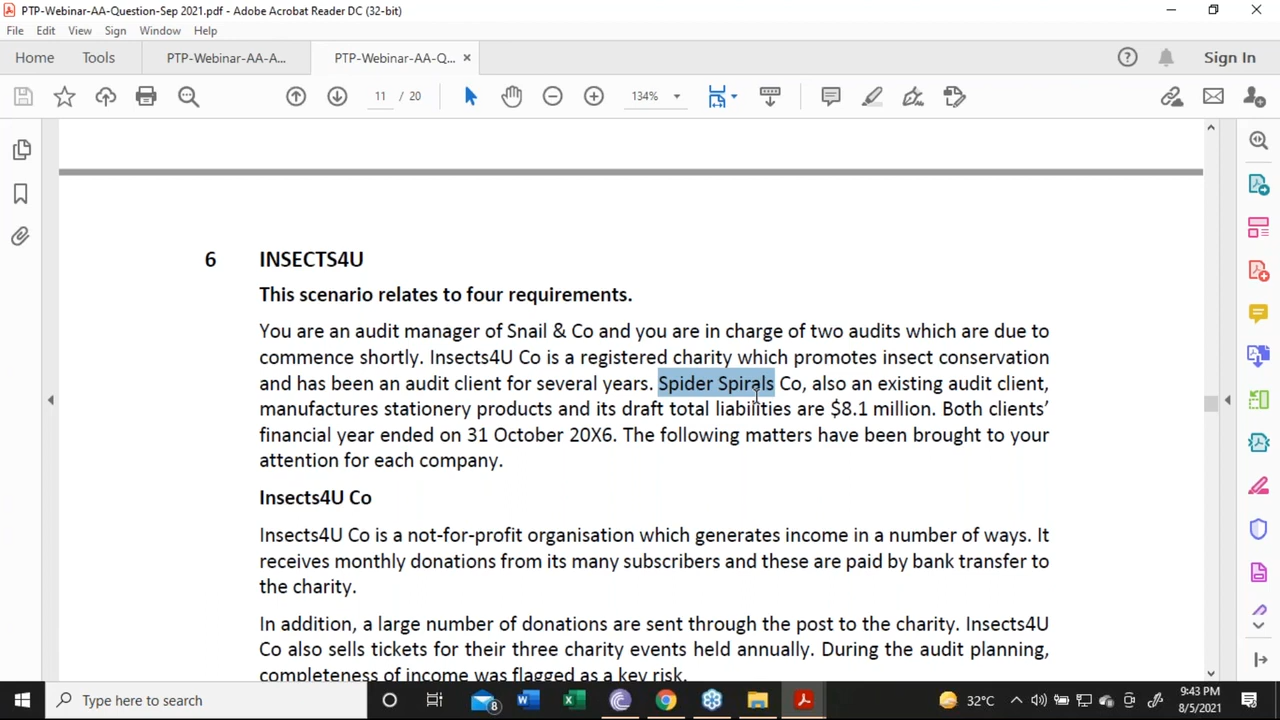 PTP-Webinar-AA-Question-Sep 2021.pdf - Adobe Acrobat Reader DC (32-bit)
File Edit View Sign Window Help
Home Tools PTP-Webinar-AA-A... PTP-Webinar-AA-Q... × Sign In
11 / 20 134%
6 INSECTS4U
This scenario relates to four requirements.
You are an audit manager of Snail & Co and you are in charge of two audits which are due to
commence shortly. Insects4U Co is a registered charity which promotes insect conservation
and has been an audit client for several years. Spider Spirals Co, also an existing audit client,
manufactures stationery products and its draft total liabilities are $8.1 million. Both clients’
financial year ended on 31 October 20X6. The following matters have been brought to your
attention for each company.
Insects4U Co
Insects4U Co is a not-for-profit organisation which generates income in a number of ways. It
receives monthly donations from its many subscribers and these are paid by bank transfer to
the charity.
In addition, a large number of donations are sent through the post to the charity. Insects4U
Co also sells tickets for their three charity events held annually. During the audit planning,
completeness of income was flagged as a key risk.
Type here to search 8 32°C 9:43 PM
8/5/2021